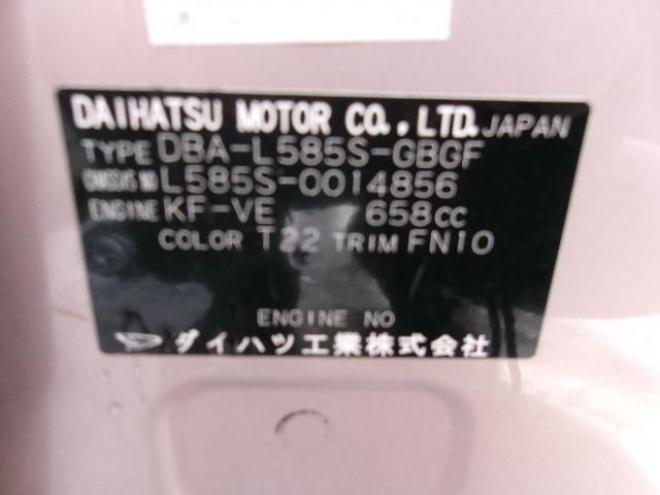 DAIHATSU MOTOR CO., LTD. JAPAN
TYPE DBA-L585S-GBGF
CHASSIS NO L585S-0014856
ENGINE KF-VE 658cc
COLOR T22 TRIM FN10
ENGINE NO
ダイハツ工業株式会社